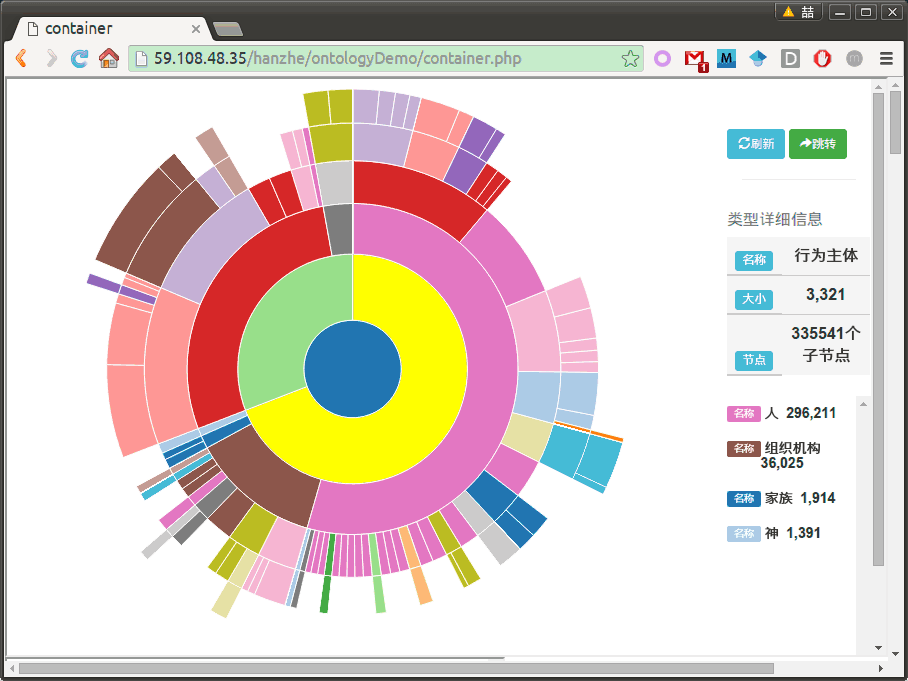 喆
container
59.108.48.35/hanzhe/ontologyDemo/container.php
1
M
D
m
刷新 跳转
类型详细信息
名称 行为主体
大小 3,321
335541个
节点 子节点
名称 人 296,211
名称 组织机构
36,025
名称 家族 1,914
名称 神 1,391